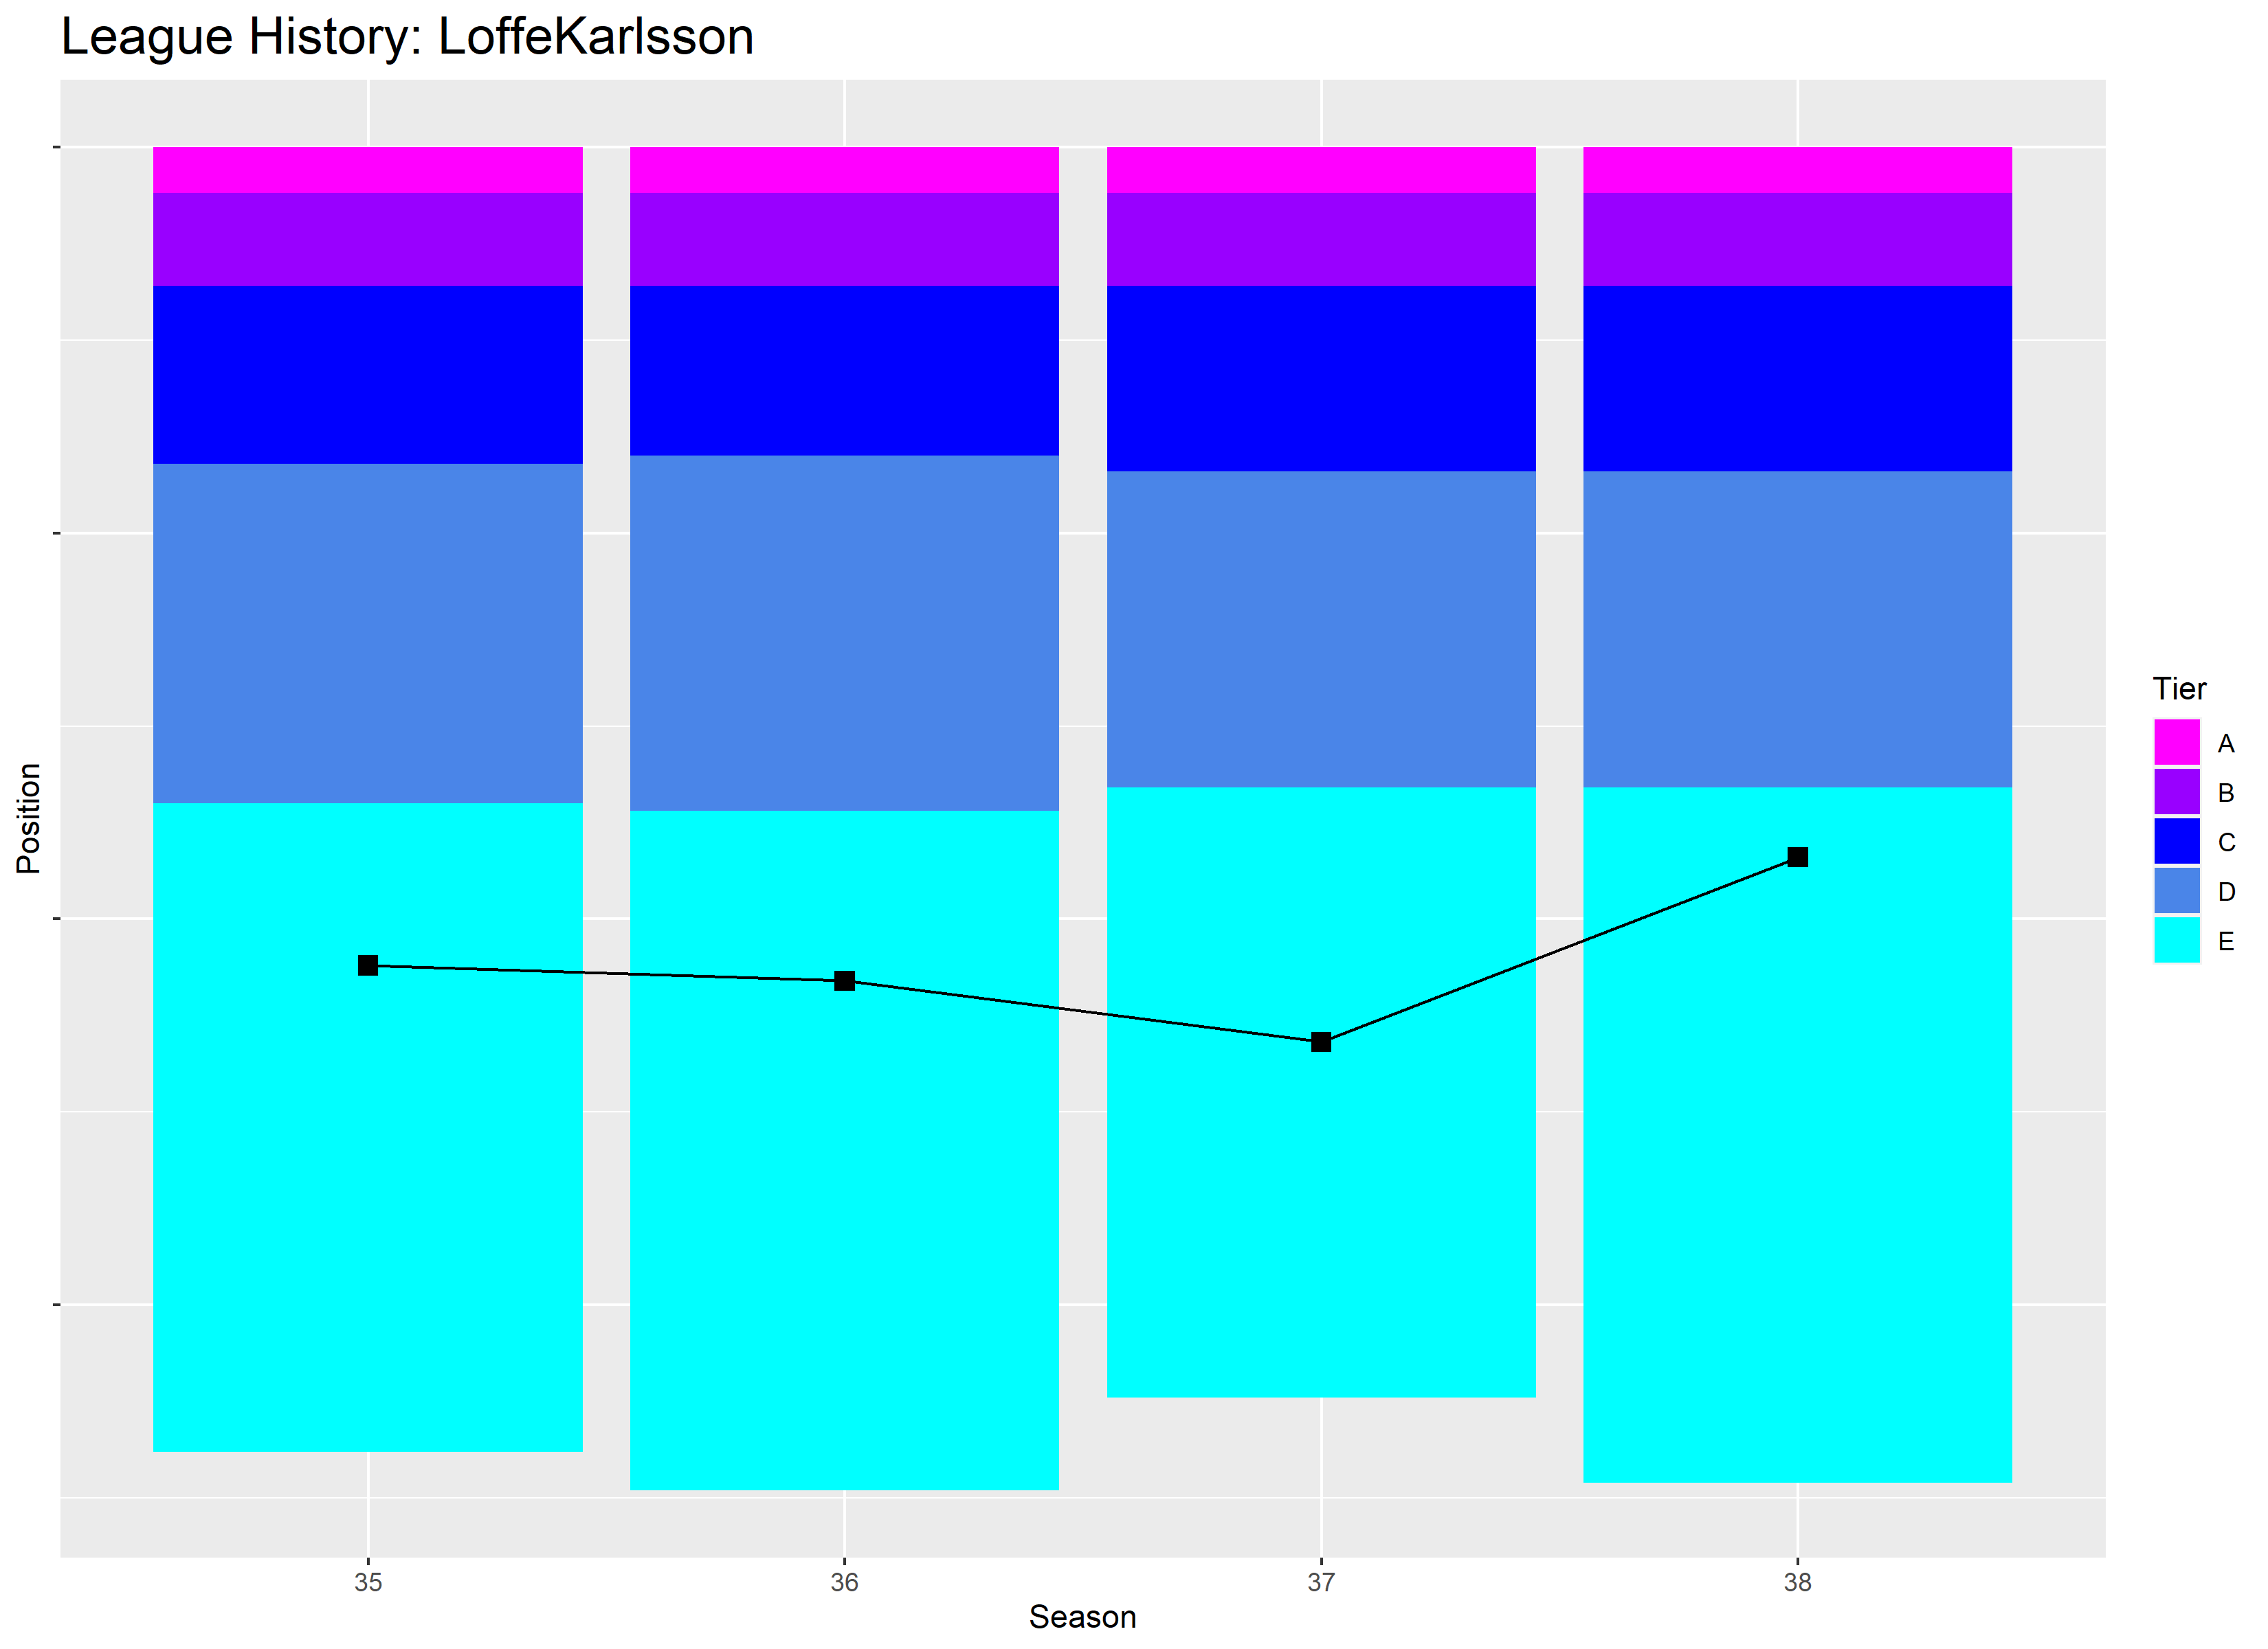 League History: LoffeKarlsson
Position
Tier
A
B
C
D
E
35
36
37
38
Season